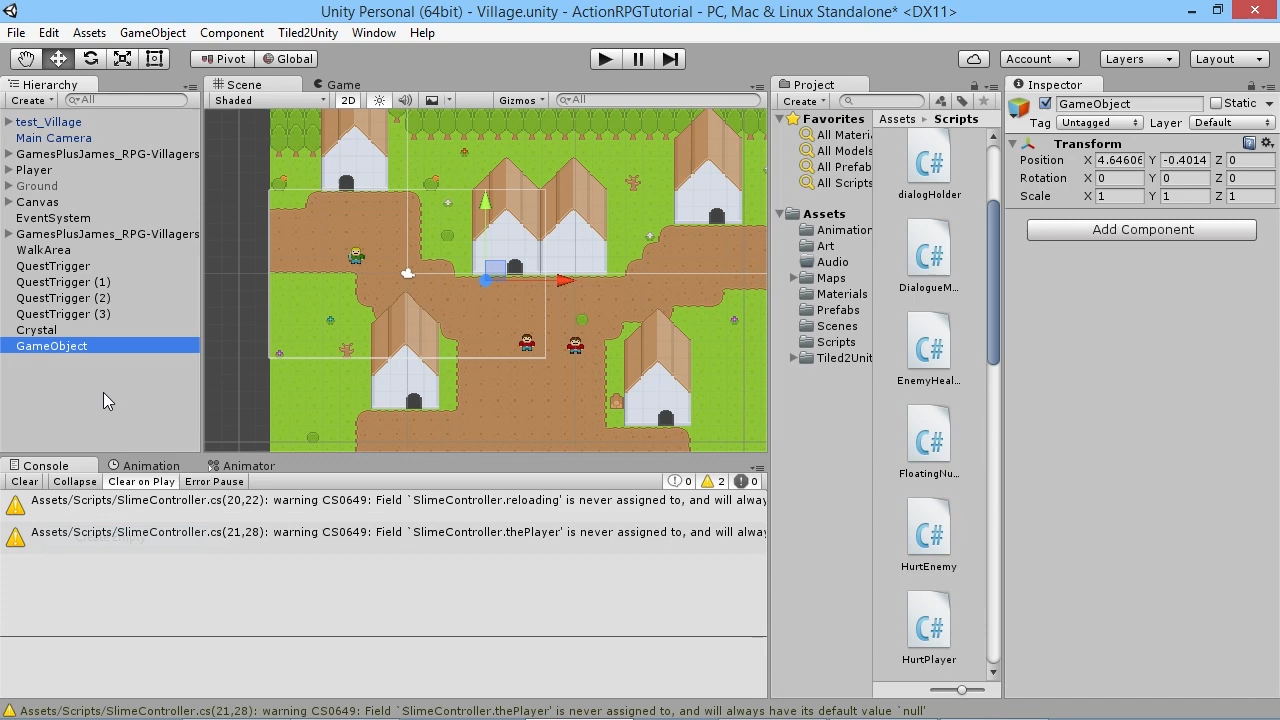 Unity Personal (64bit) - Village.unity - ActionRPGTutorial - PC, Mac & Linux Standalone* <DX11>
File Edit Assets GameObject Component Tiled2Unity Window Help
Pivot Global Account Layers Layout
Hierarchy
Create All
test_Village
Main Camera
GamesPlusJames_RPG-Villagers
Player
Ground
Canvas
EventSystem
GamesPlusJames_RPG-Villagers
WalkArea
QuestTrigger
QuestTrigger (1)
QuestTrigger (2)
QuestTrigger (3)
Crystal
GameObject
Scene Game
Shaded 2D Gizmos All
Project
Create
Favorites
All Materi
All Models
All Prefab
All Scripts
Assets
Animation
Art
Audio
Maps
Materials
Prefabs
Scenes
Scripts
Tiled2Unit
Assets Scripts
C#
dialogHolder
C#
DialogueM...
C#
EnemyHeal...
C#
FloatingNu...
C#
HurtEnemy
C#
HurtPlayer
Inspector
GameObject Static
Tag Untagged Layer Default
Transform
Position X 4.64606 Y -0.4014 Z 0
Rotation X 0 Y 0 Z 0
Scale X 1 Y 1 Z 1
Add Component
Console Animation Animator
Clear Collapse Clear on Play Error Pause 0 2 0
Assets/Scripts/SlimeController.cs(20,22): warning CS0649: Field `SlimeController.reloading' is never assigned to, and will alway
Assets/Scripts/SlimeController.cs(21,28): warning CS0649: Field `SlimeController.thePlayer' is never assigned to, and will alway
Assets/Scripts/SlimeController.cs(21,28): warning CS0649: Field `SlimeController.thePlayer' is never assigned to, and will always have its default value `null'